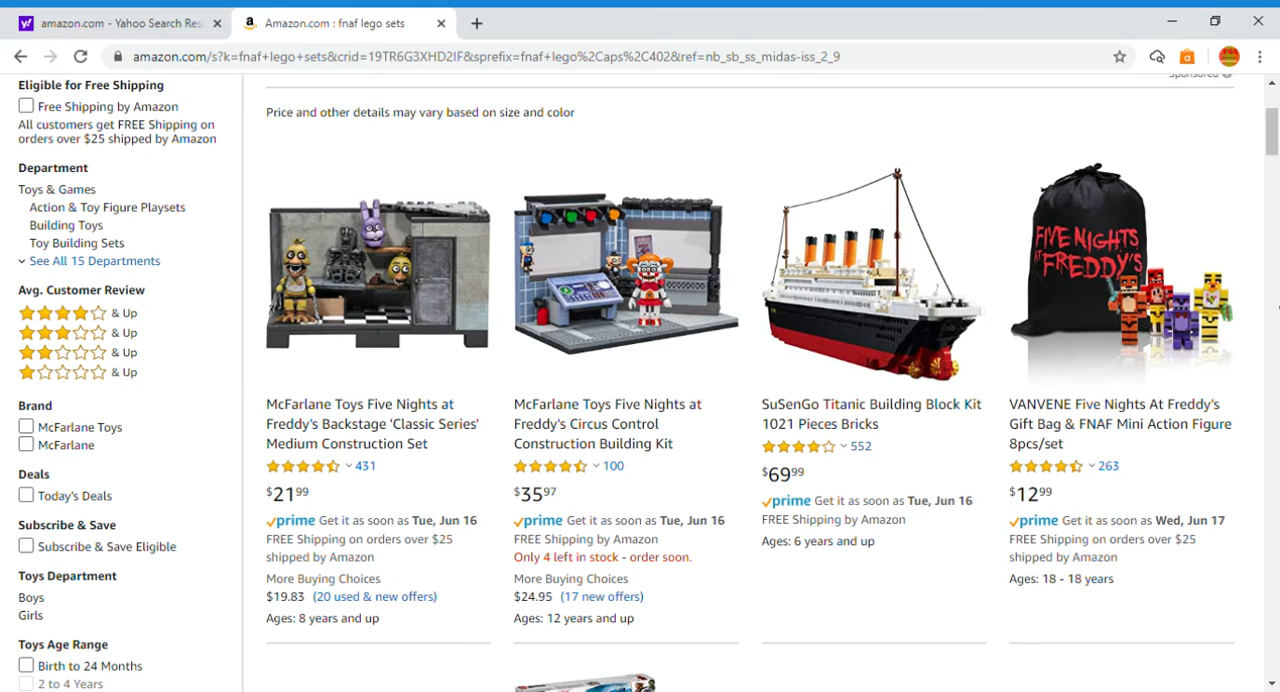 amazon.com - Yahoo Search Res
Amazon.com : fnaf lego sets
amazon.com/s?k=fnaf+lego+sets&crid=19TR6G3XHD2IF&sprefix=fnaf+lego%2Caps%2C402&ref=nb_sb_ss_midas-iss_2_9
Sponsored
Eligible for Free Shipping
Free Shipping by Amazon
All customers get FREE Shipping on
orders over $25 shipped by Amazon
Department
Toys & Games
Action & Toy Figure Playsets
Building Toys
Toy Building Sets
See All 15 Departments
Avg. Customer Review
& Up
& Up
& Up
& Up
Brand
McFarlane Toys
McFarlane
Deals
Today's Deals
Subscribe & Save
Subscribe & Save Eligible
Toys Department
Boys
Girls
Toys Age Range
Birth to 24 Months
2 to 4 Years
Price and other details may vary based on size and color
McFarlane Toys Five Nights at
Freddy's Backstage 'Classic Series'
Medium Construction Set
431
$21.99
prime Get it as soon as Tue, Jun 16
FREE Shipping on orders over $25
shipped by Amazon
More Buying Choices
$19.83 (20 used & new offers)
Ages: 8 years and up
McFarlane Toys Five Nights at
Freddy's Circus Control
Construction Building Kit
100
$35.97
prime Get it as soon as Tue, Jun 16
FREE Shipping by Amazon
Only 4 left in stock - order soon.
More Buying Choices
$24.95 (17 new offers)
Ages: 12 years and up
SuSenGo Titanic Building Block Kit
1021 Pieces Bricks
552
$69.99
prime Get it as soon as Tue, Jun 16
FREE Shipping by Amazon
Ages: 6 years and up
FIVE NIGHTS
AT FREDDY'S
VANVENE Five Nights At Freddy's
Gift Bag & FNAF Mini Action Figure
8pcs/set
263
$12.99
prime Get it as soon as Wed, Jun 17
FREE Shipping on orders over $25
shipped by Amazon
Ages: 18 - 18 years